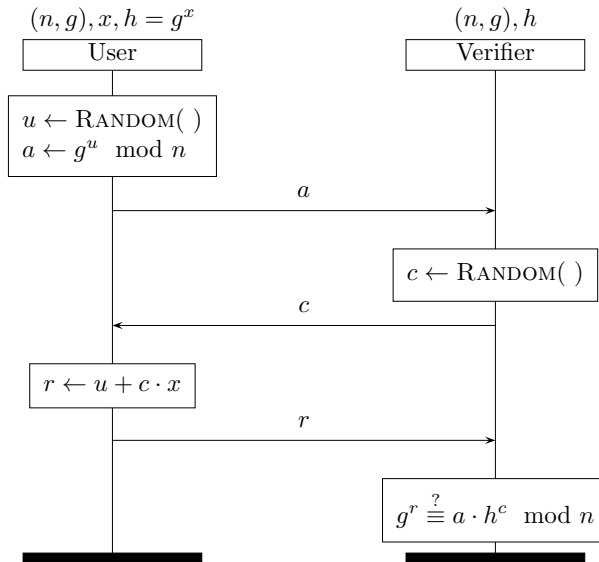 (n, g), x, h = g^x
(n, g), h
User
Verifier
u ← RANDOM( )
a ← g^u mod n
a
c ← RANDOM( )
c
r ← u + c · x
r
g^r ≟≡ a · h^c mod n